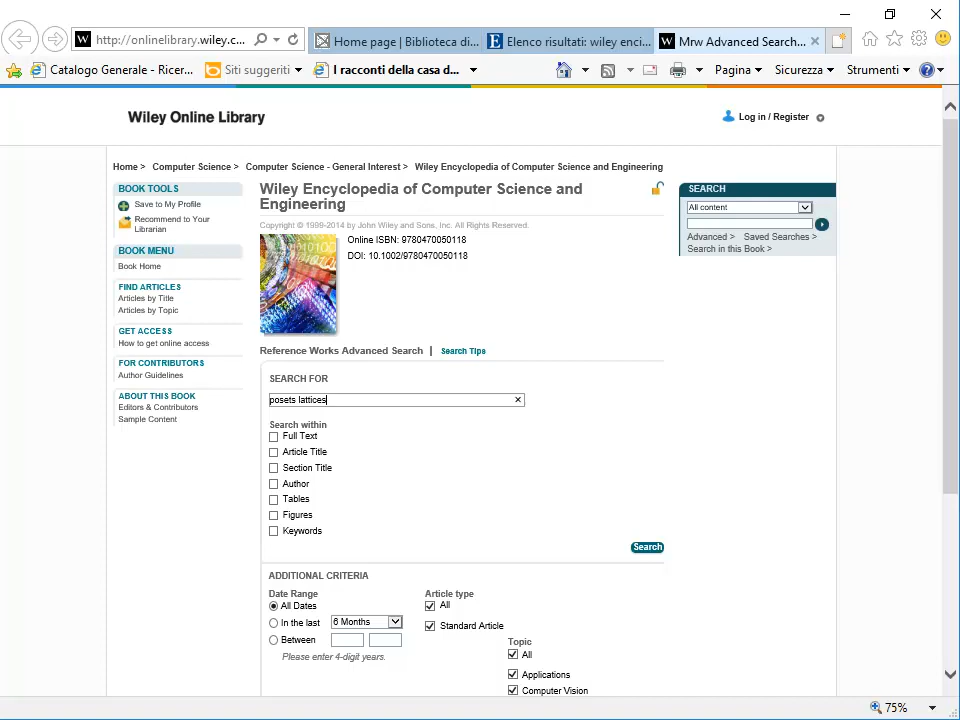 http://onlinelibrary.wiley.c...
Home page | Biblioteca di...
Elenco risultati: wiley enci...
Mrw Advanced Search...
Catalogo Generale - Ricer...
Siti suggeriti
I racconti della casa d...
Pagina
Sicurezza
Strumenti
Wiley Online Library
Log in / Register
Home > Computer Science > Computer Science - General Interest > Wiley Encyclopedia of Computer Science and Engineering
BOOK TOOLS
Save to My Profile
Recommend to Your
Librarian
BOOK MENU
Book Home
FIND ARTICLES
Articles by Title
Articles by Topic
GET ACCESS
How to get online access
FOR CONTRIBUTORS
Author Guidelines
ABOUT THIS BOOK
Editors & Contributors
Sample Content
Wiley Encyclopedia of Computer Science and
Engineering
Copyright © 1999-2014 by John Wiley and Sons, Inc. All Rights Reserved.
Online ISBN: 9780470050118
DOI: 10.1002/9780470050118
Reference Works Advanced Search | Search Tips
SEARCH FOR
posets lattices
Search within
Full Text
Article Title
Section Title
Author
Tables
Figures
Keywords
Search
ADDITIONAL CRITERIA
Date Range
All Dates
In the last 6 Months
Between
Please enter 4-digit years.
Article type
All
Standard Article
Topic
All
Applications
Computer Vision
SEARCH
All content
Advanced > Saved Searches >
Search in this Book >
75%